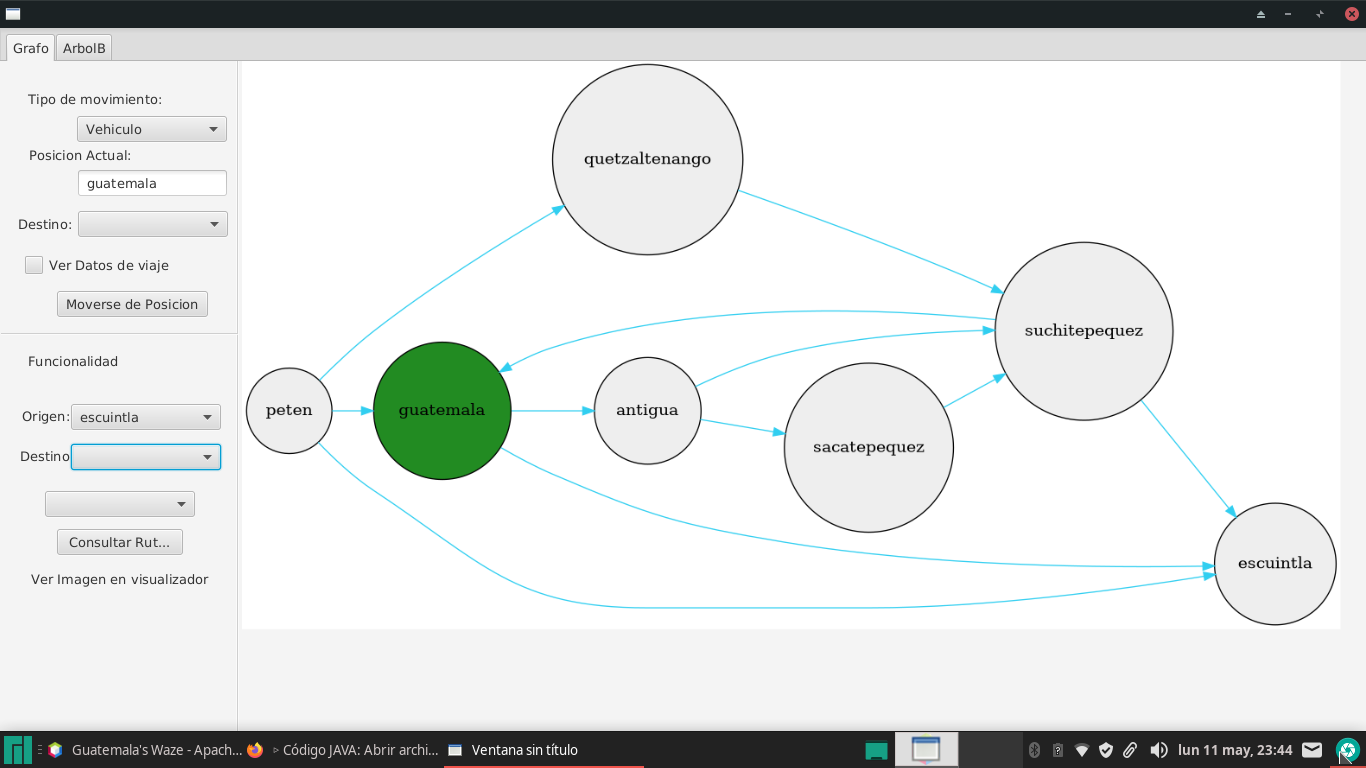 Grafo
ArbolB
Tipo de movimiento:
Vehiculo
Posicion Actual:
guatemala
Destino:
Ver Datos de viaje
Moverse de Posicion
Funcionalidad
Origen:
escuintla
Destino
Consultar Rut...
Ver Imagen en visualizador
quetzaltenango
suchitepequez
peten
guatemala
antigua
sacatepequez
escuintla
Guatemala's Waze - Apach...
> Código JAVA: Abrir archi...
Ventana sin título
lun 11 may, 23:44